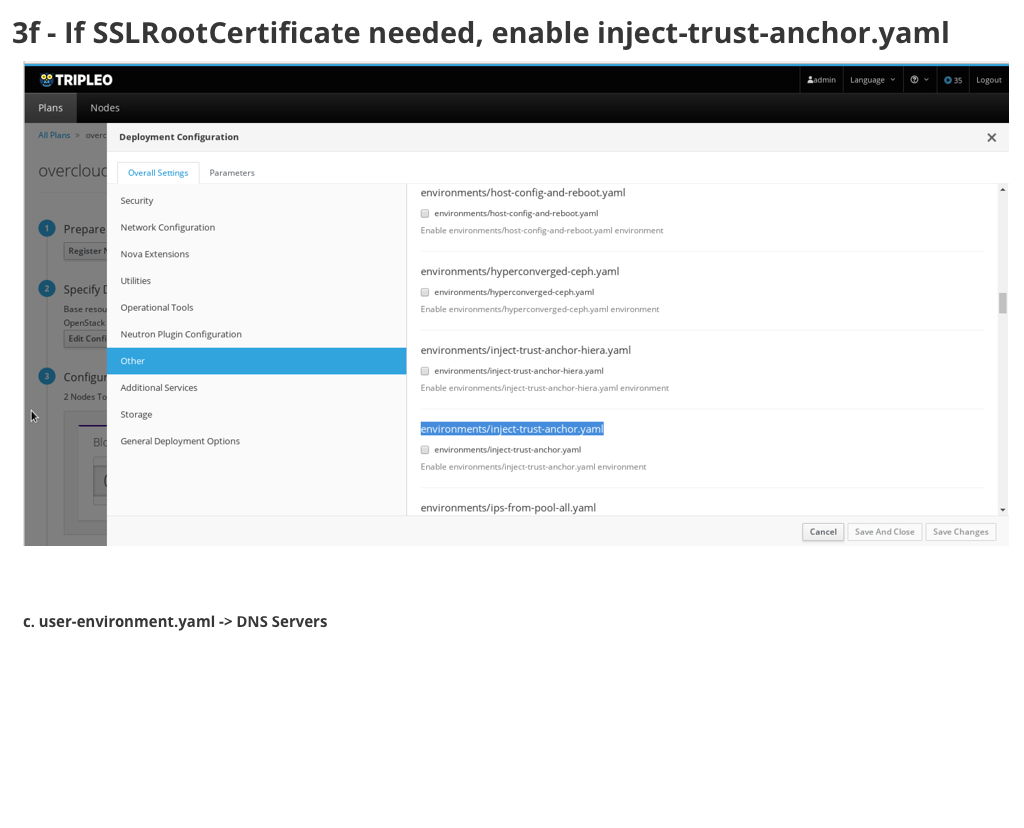 3f - If SSLRootCertificate needed, enable inject-trust-anchor.yaml
TRIPLEO
admin Language 35 Logout
Plans Nodes
All Plans > overc
Deployment Configuration
overcloud
Overall Settings Parameters
1 Prepare
Register N
2 Specify D
Base resou
OpenStack
Edit Confi
3 Configur
2 Nodes To
Blo
Security
Network Configuration
Nova Extensions
Utilities
Operational Tools
Neutron Plugin Configuration
Other
Additional Services
Storage
General Deployment Options
environments/host-config-and-reboot.yaml
environments/host-config-and-reboot.yaml
Enable environments/host-config-and-reboot.yaml environment
environments/hyperconverged-ceph.yaml
environments/hyperconverged-ceph.yaml
Enable environments/hyperconverged-ceph.yaml environment
environments/inject-trust-anchor-hiera.yaml
environments/inject-trust-anchor-hiera.yaml
Enable environments/inject-trust-anchor-hiera.yaml environment
environments/inject-trust-anchor.yaml
environments/inject-trust-anchor.yaml
Enable environments/inject-trust-anchor.yaml environment
environments/ips-from-pool-all.yaml
Cancel Save And Close Save Changes
c. user-environment.yaml -> DNS Servers